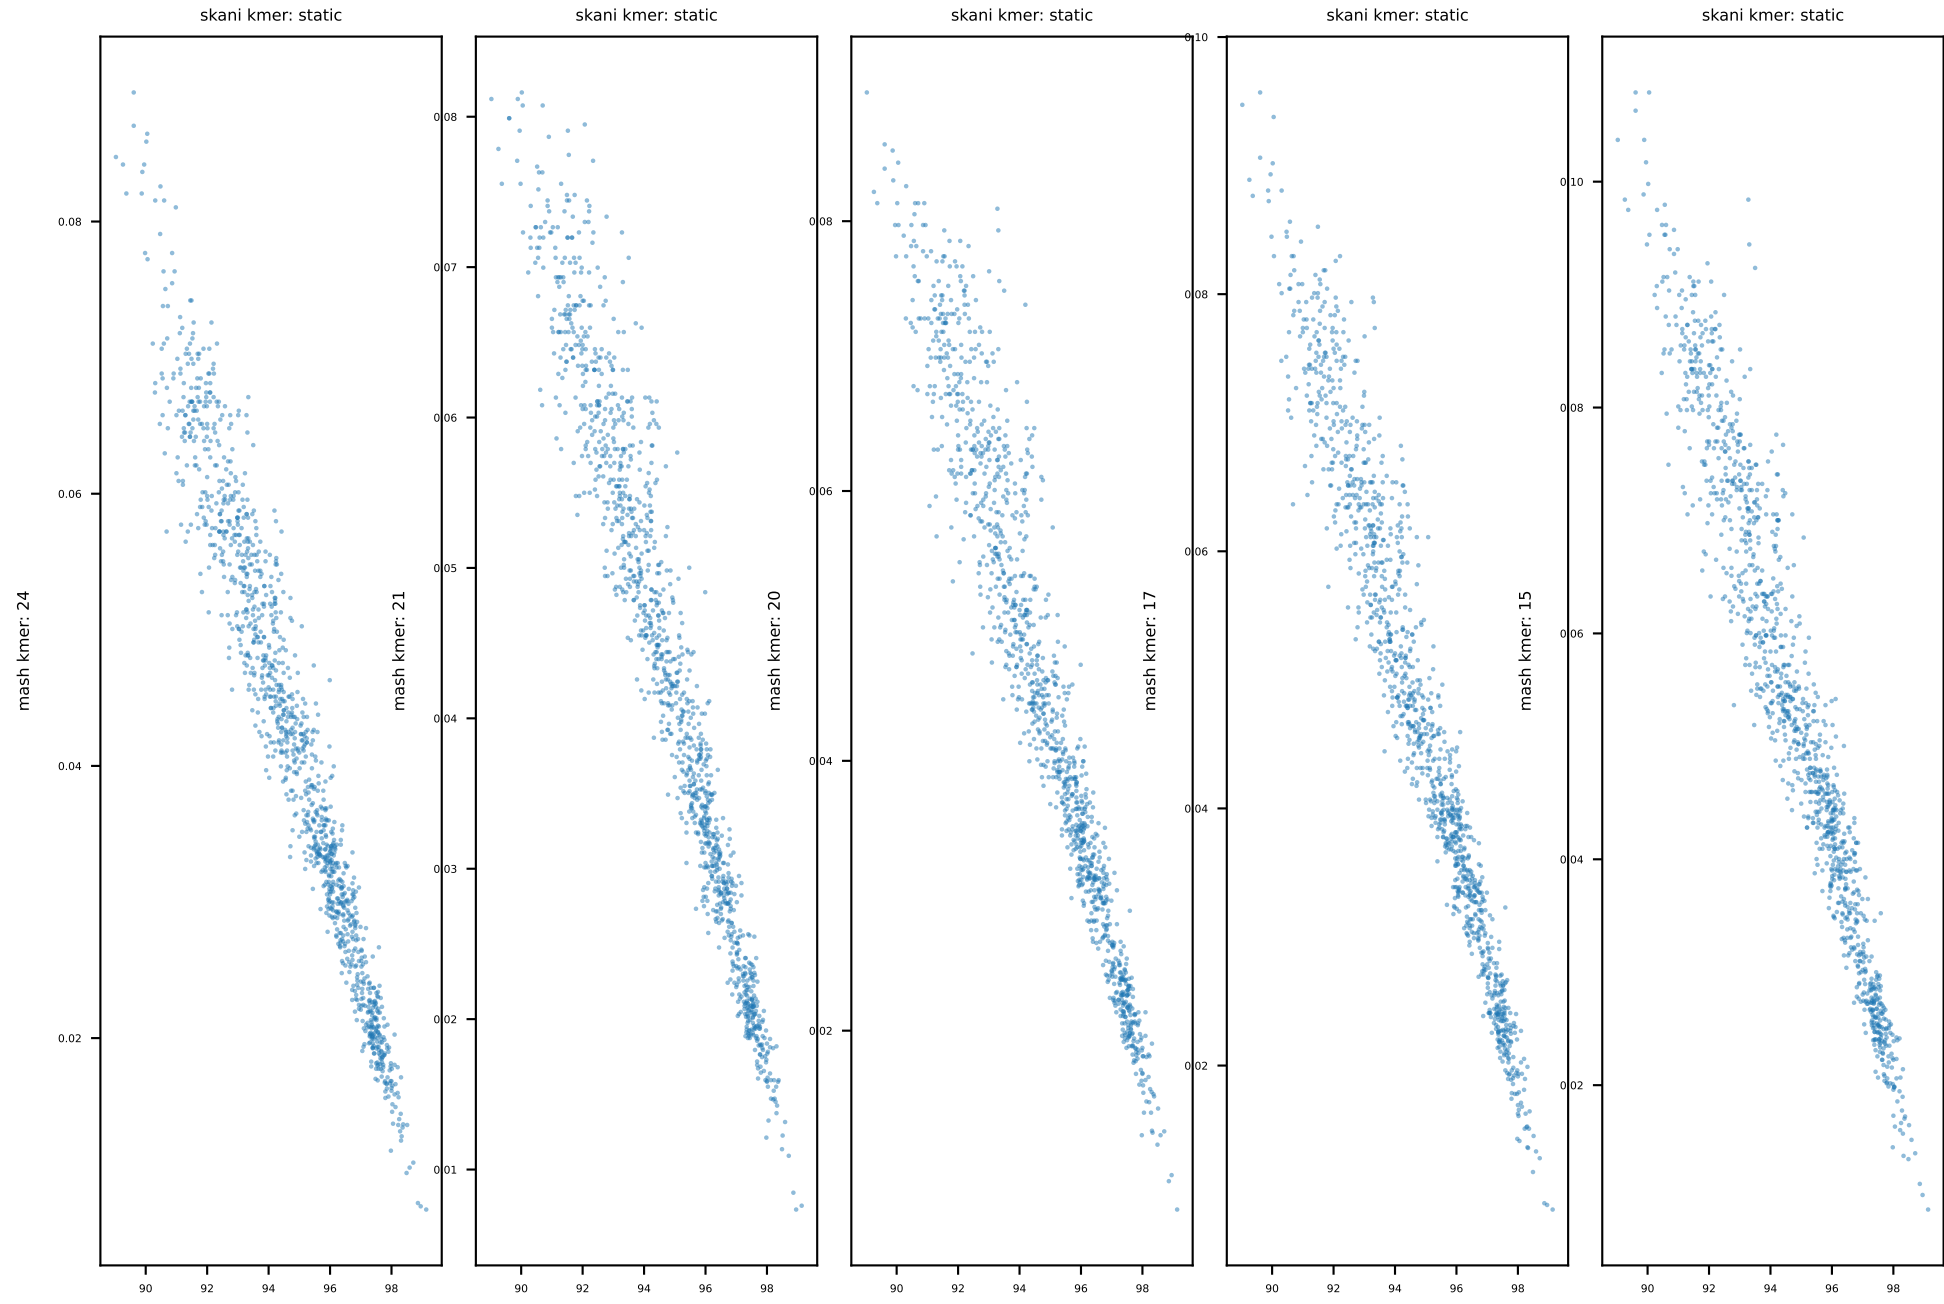 skani kmer: static
skani kmer: static
skani kmer: static
skani kmer: static
skani kmer: static
mash kmer: 24
0.08
0.06
0.04
0.02
90 92 94 96 98
mash kmer: 21
0.08
0.07
0.06
0.05
0.04
0.03
0.02
0.01
90 92 94 96 98
mash kmer: 20
0.08
0.06
0.04
0.02
90 92 94 96 98
mash kmer: 17
0.10
0.08
0.06
0.04
0.02
90 92 94 96 98
mash kmer: 15
0.10
0.08
0.06
0.04
0.02
90 92 94 96 98